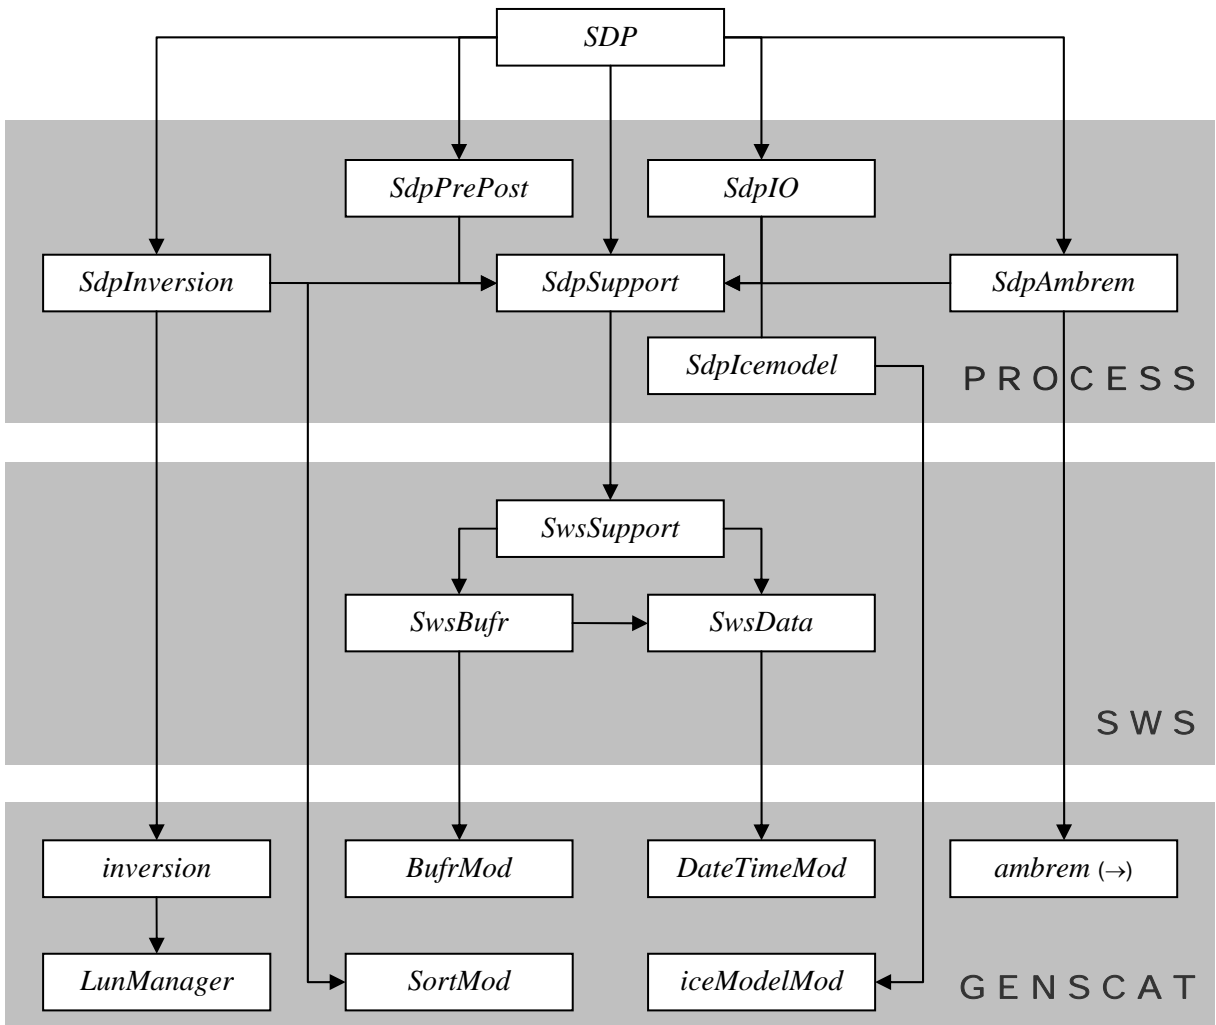 SDP
SdpPrePost
SdpIO
SdpInversion
SdpSupport
SdpAmbrem
SdpIcemodel
PROCESS
SwsSupport
SwsBufr
SwsData
SWS
inversion
BufrMod
DateTimeMod
ambrem (→)
LunManager
SortMod
iceModelMod
GENSCAT